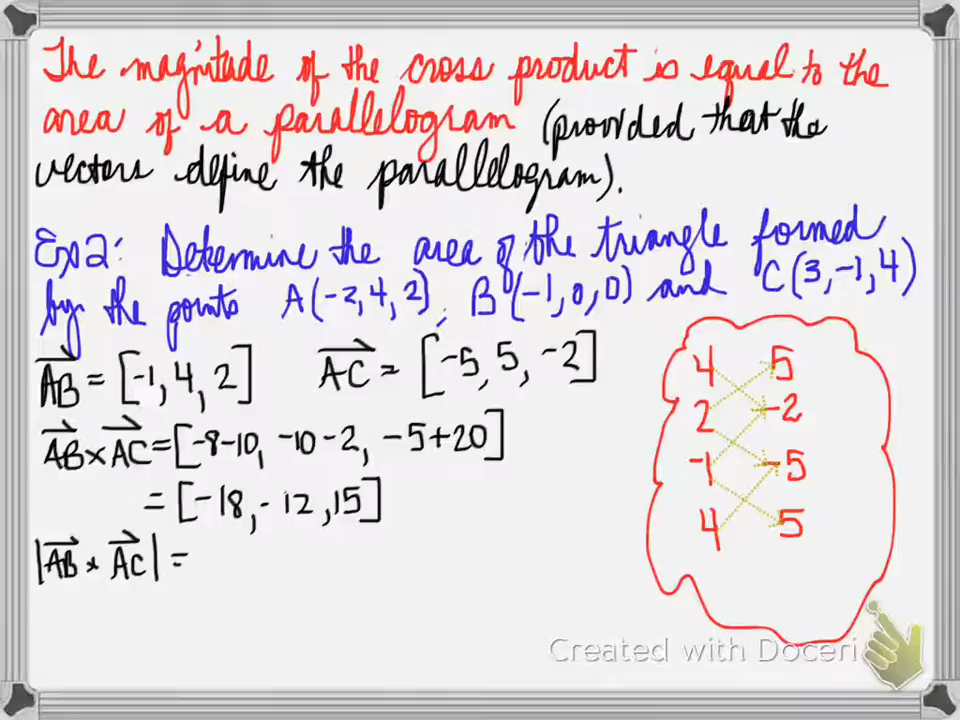 The magnitude of the cross product is equal to the
area of a parallelogram (provided that the
vectors define the parallelogram).
Ex2: Determine the area of the triangle formed
by the points A(-2,4,2), B(-1,0,0) and C(3,-1,4)
AB = [-1, 4, 2] AC = [-5, 5, -2]
AB × AC = [-8-10, -10-2, -5+20]
= [-18, -12, 15]
|AB × AC| =
4 5
2 -2
-1 -5
4 5
Created with Doceri